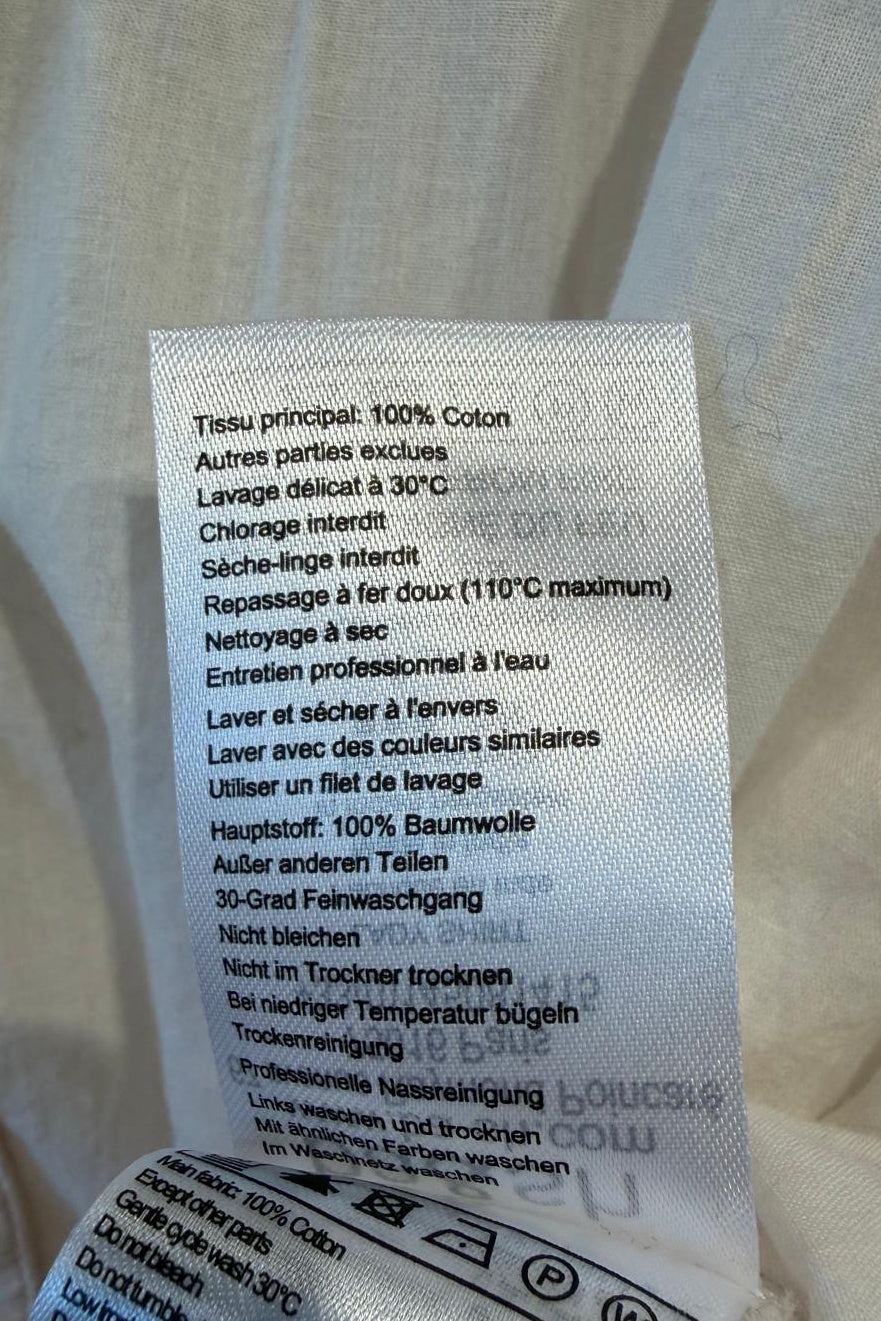 Tissu principal: 100% Coton
Autres parties exclues
Lavage délicat à 30°C
Chlorage interdit
Sèche-linge interdit
Repassage à fer doux (110°C maximum)
Nettoyage à sec
Entretien professionnel à l'eau
Laver et sécher à l'envers
Laver avec des couleurs similaires
Utiliser un filet de lavage
Hauptstoff: 100% Baumwolle
Außer anderen Teilen
30-Grad Feinwaschgang
Nicht bleichen
Nicht im Trockner trocknen
Bei niedriger Temperatur bügeln
Trockenreinigung
Professionelle Nassreinigung
Links waschen und trocknen
Mit ähnlichen Farben waschen
Im Waschnetz waschen
P
W
Main fabric: 100% Cotton
Except other parts
Gentle cycle wash 30°C
Do not bleach
Do not tumble